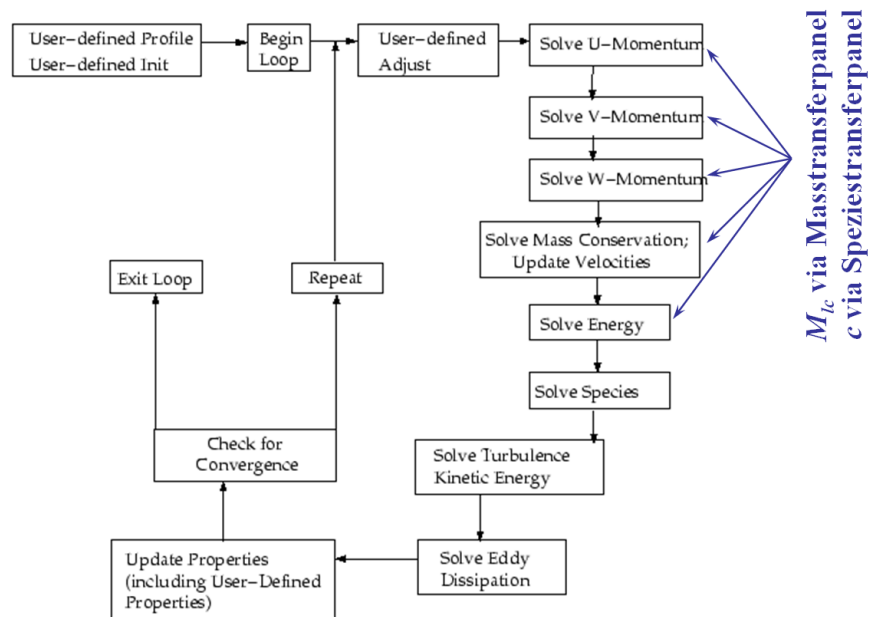 User–defined Profile
User–defined Init
Begin
Loop
User–defined
Adjust
Solve U–Momentum
Solve V–Momentum
Solve W–Momentum
Solve Mass Conservation;
Update Velocities
Solve Energy
Solve Species
Solve Turbulence
Kinetic Energy
Solve Eddy
Dissipation
Update Properties
(including User–Defined
Properties)
Check for
Convergence
Exit Loop
Repeat
M_lc via Masstransferpanel
c via Speziestransferpanel